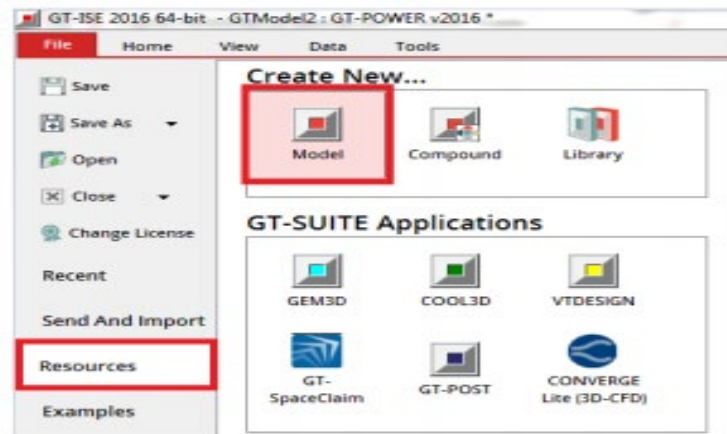 GT-ISE 2016 64-bit - GTModel2 : GT-POWER v2016 *
File Home View Data Tools
Save
Save As
Open
Close
Change License
Recent
Send And Import
Resources
Examples
Create New...
Model Compound Library
GT-SUITE Applications
GEM3D COOL3D VTDESIGN
GT-
SpaceClaim
GT-POST
CONVERGE
Lite (3D-CFD)